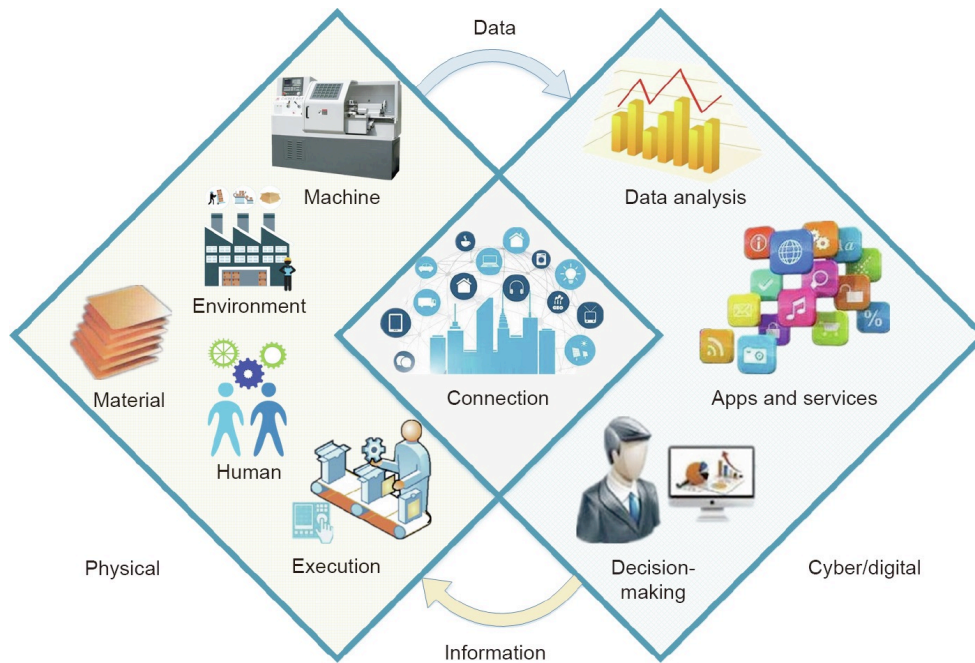 Data
Machine
Data analysis
Environment
α
%
Material
Connection
Apps and services
Human
Physical
Execution
Decision-
making
Cyber/digital
Information